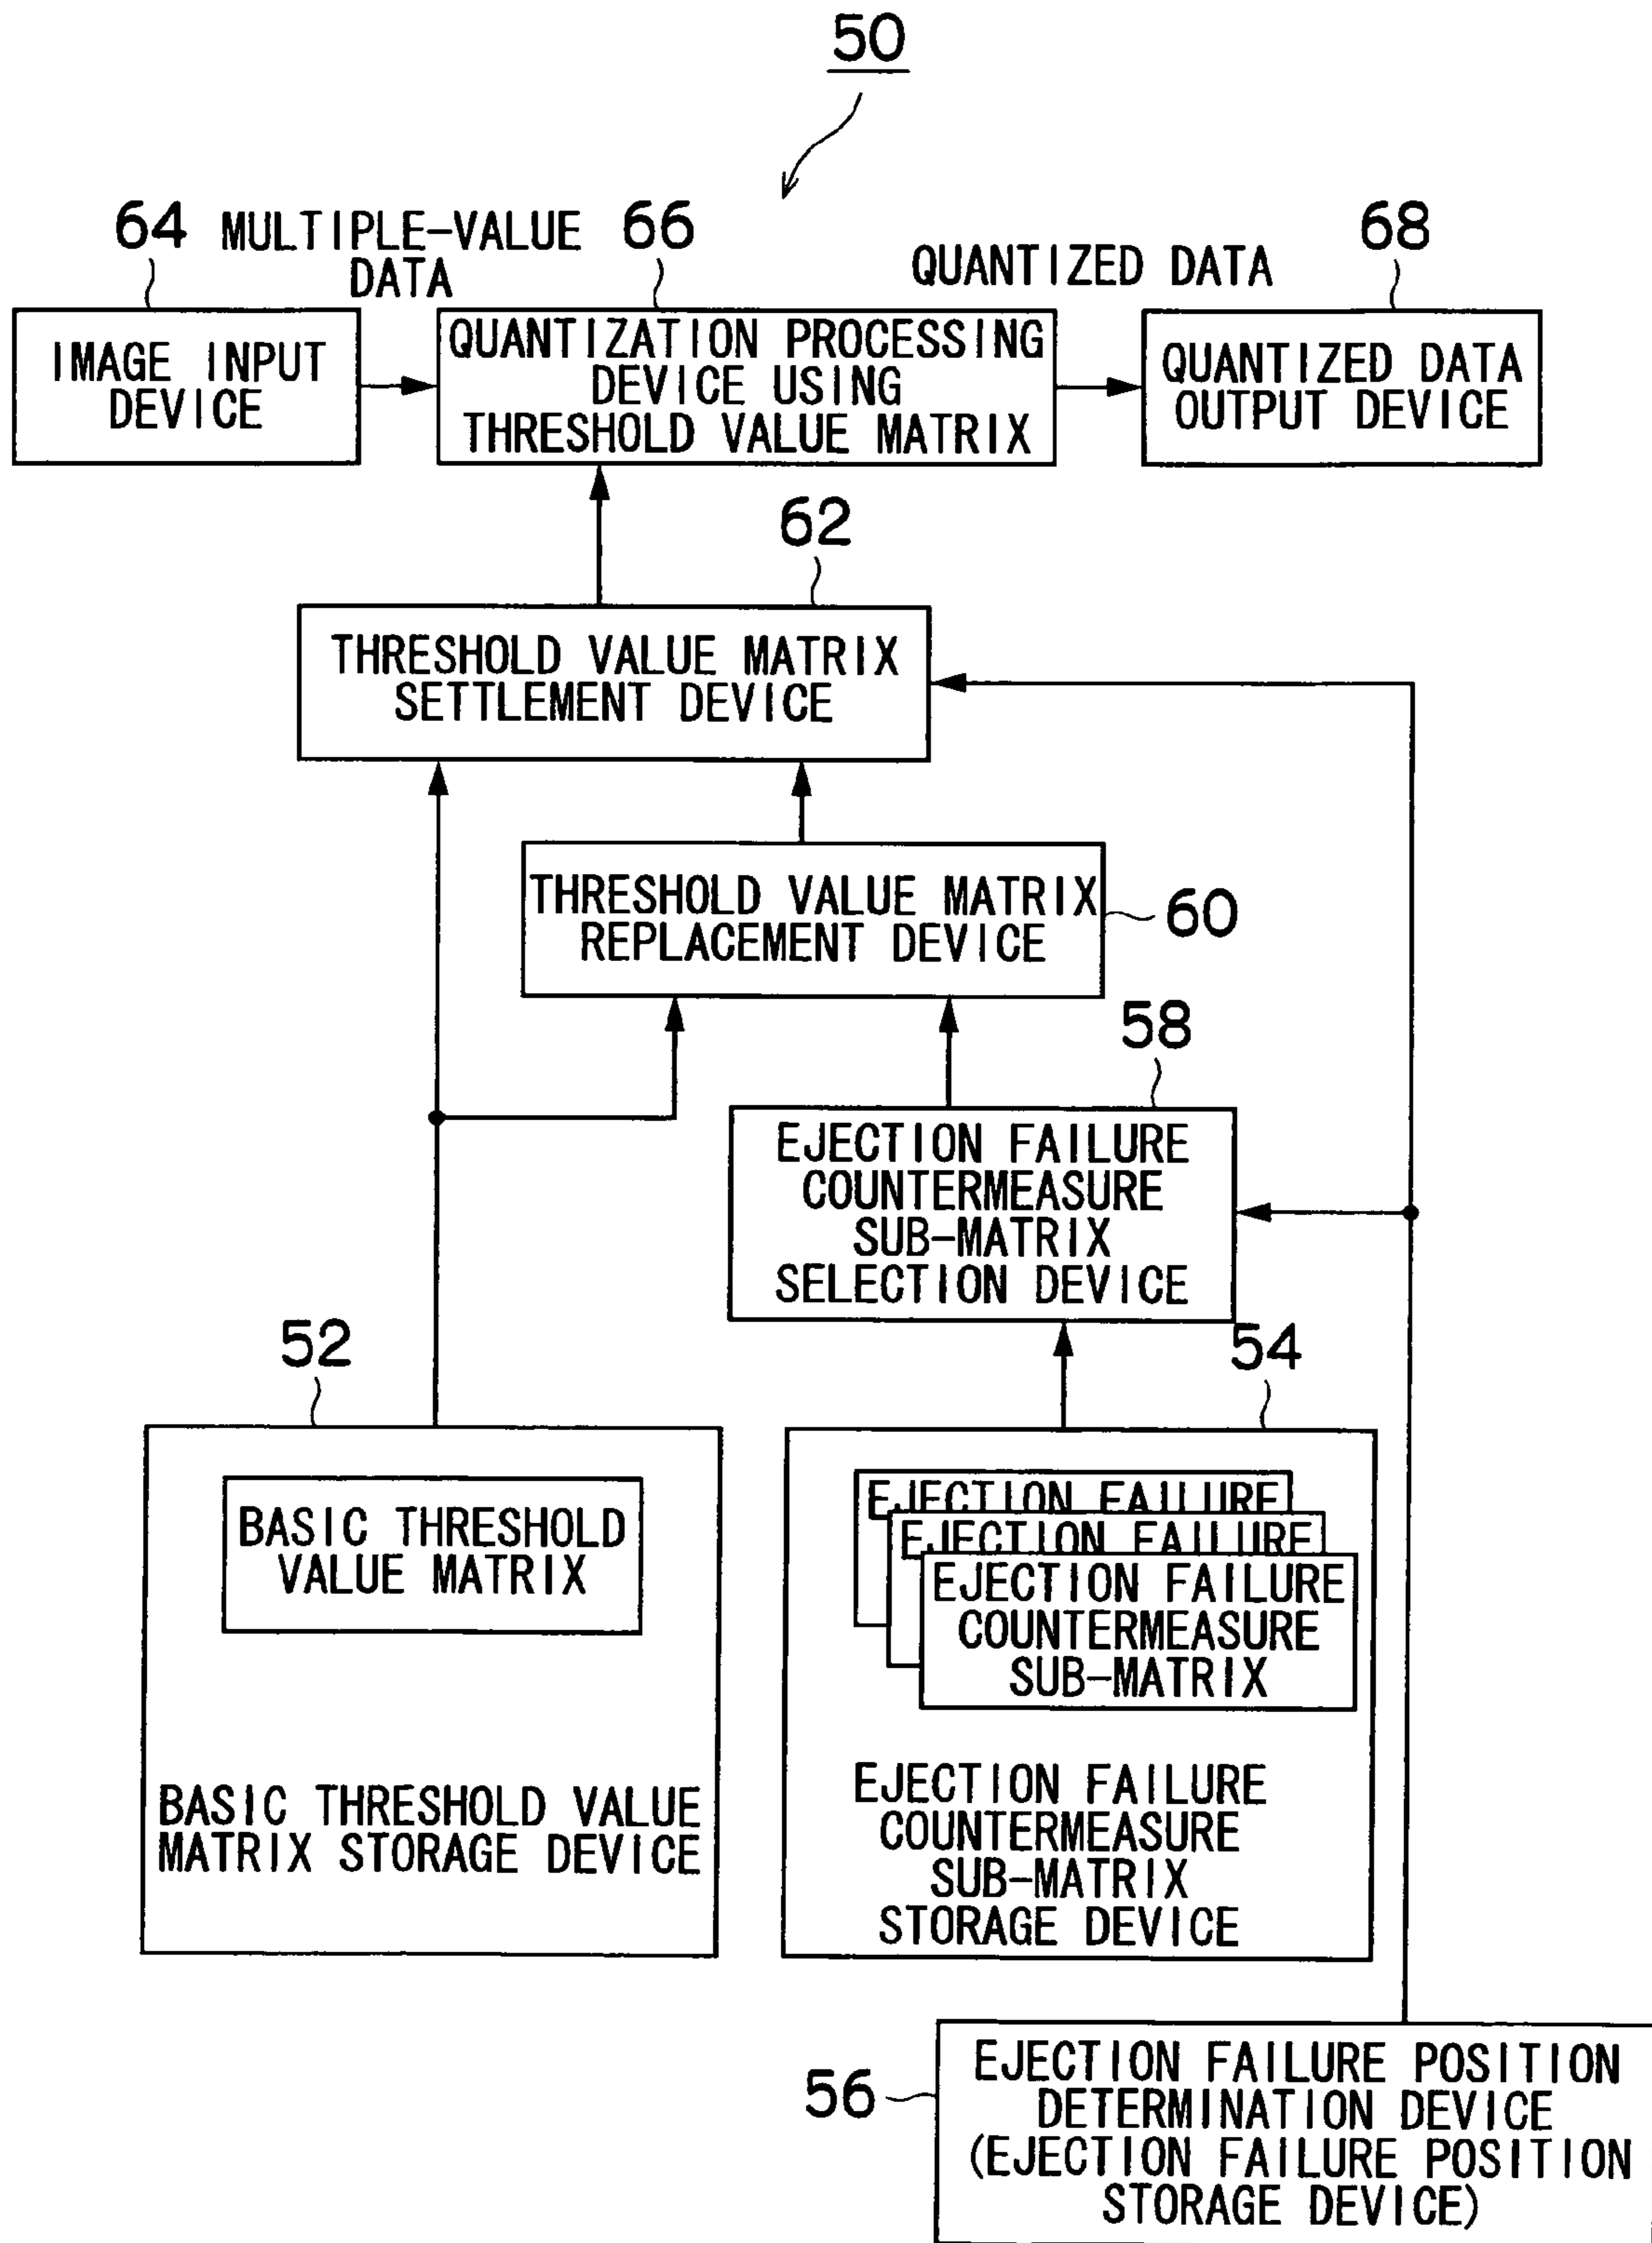 50
64
MULTIPLE-VALUE
DATA
66
QUANTIZED DATA
68
IMAGE INPUT
DEVICE
QUANTIZATION PROCESSING
DEVICE USING
THRESHOLD VALUE MATRIX
QUANTIZED DATA
OUTPUT DEVICE
62
THRESHOLD VALUE MATRIX
SETTLEMENT DEVICE
THRESHOLD VALUE MATRIX
REPLACEMENT DEVICE
60
58
EJECTION FAILURE
COUNTERMEASURE
SUB-MATRIX
SELECTION DEVICE
52
54
BASIC THRESHOLD
VALUE MATRIX
BASIC THRESHOLD VALUE
MATRIX STORAGE DEVICE
EJECTION FAILURE
EJECTION FAILURE
EJECTION FAILURE
COUNTERMEASURE
SUB-MATRIX
EJECTION FAILURE
COUNTERMEASURE
SUB-MATRIX
STORAGE DEVICE
56
EJECTION FAILURE POSITION
DETERMINATION DEVICE
(EJECTION FAILURE POSITION
STORAGE DEVICE)